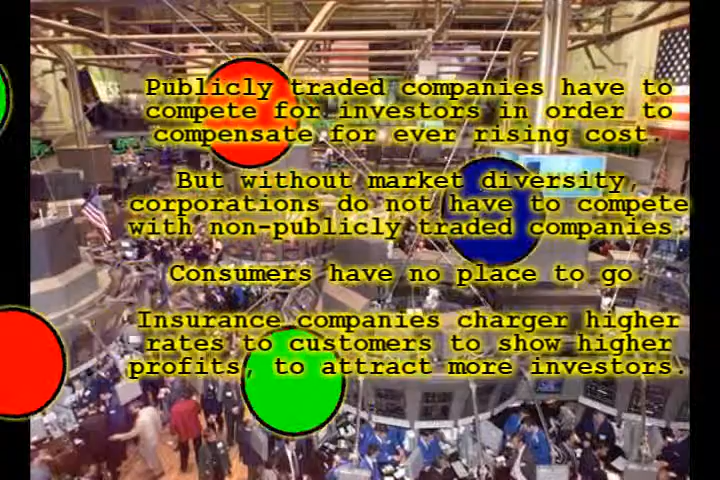 Publicly traded companies have to
compete for investors in order to
compensate for ever rising cost.
But without market diversity,
corporations do not have to compete
with non-publicly traded companies.
Consumers have no place to go.
Insurance companies charger higher
rates to customers to show higher
profits, to attract more investors.